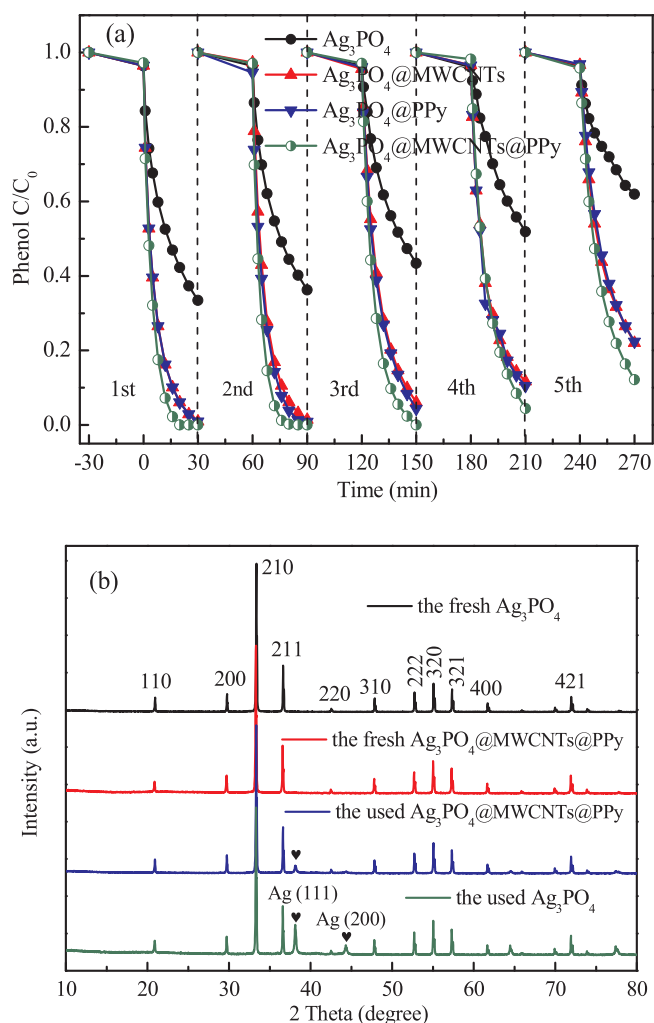 (a)
Ag₃PO₄
Ag₃PO₄@MWCNTs
Ag₃PO₄@PPy
Ag₃PO₄@MWCNTs@PPy
1.0
0.8
0.6
0.4
0.2
0.0
Phenol C/C₀
1st
2nd
3rd
4th
5th
-30 0 30 60 90 120 150 180 210 240 270
Time (min)
(b)
210
the fresh Ag₃PO₄
110
200
211
220
310
222
320
321
400
421
the fresh Ag₃PO₄@MWCNTs@PPy
the used Ag₃PO₄@MWCNTs@PPy
♥
Ag (111)
♥
Ag (200)
♥
the used Ag₃PO₄
Intensity (a.u.)
10 20 30 40 50 60 70 80
2 Theta (degree)